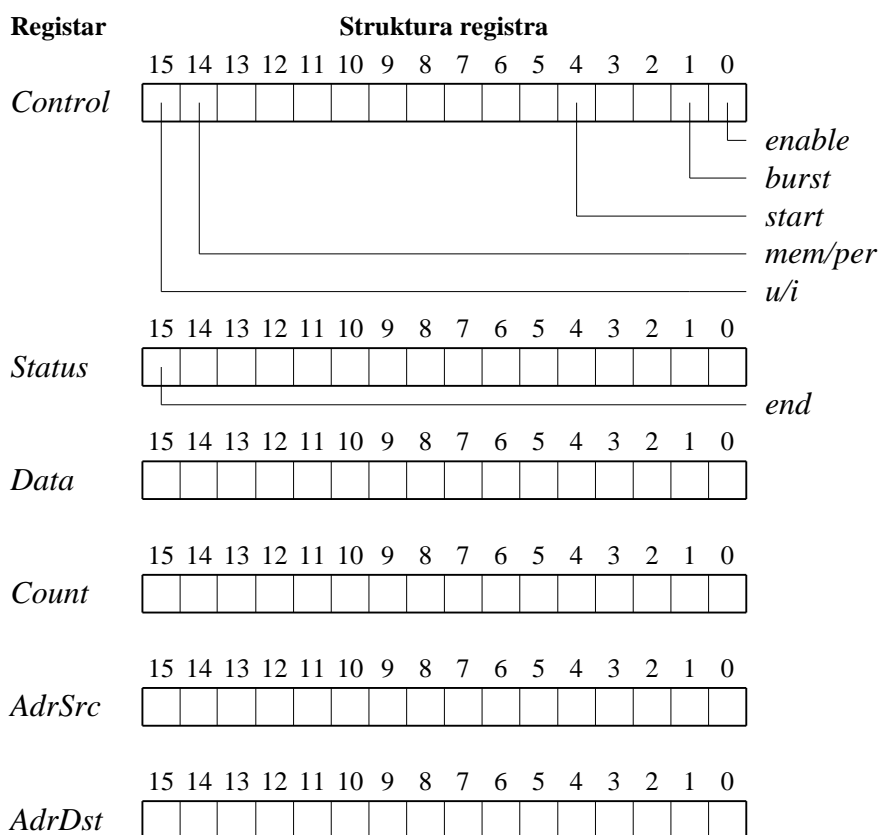 Registar Struktura registra
15 14 13 12 11 10 9 8 7 6 5 4 3 2 1 0
Control
enable
burst
start
mem/per
u/i
15 14 13 12 11 10 9 8 7 6 5 4 3 2 1 0
Status
end
15 14 13 12 11 10 9 8 7 6 5 4 3 2 1 0
Data
15 14 13 12 11 10 9 8 7 6 5 4 3 2 1 0
Count
15 14 13 12 11 10 9 8 7 6 5 4 3 2 1 0
AdrSrc
15 14 13 12 11 10 9 8 7 6 5 4 3 2 1 0
AdrDst